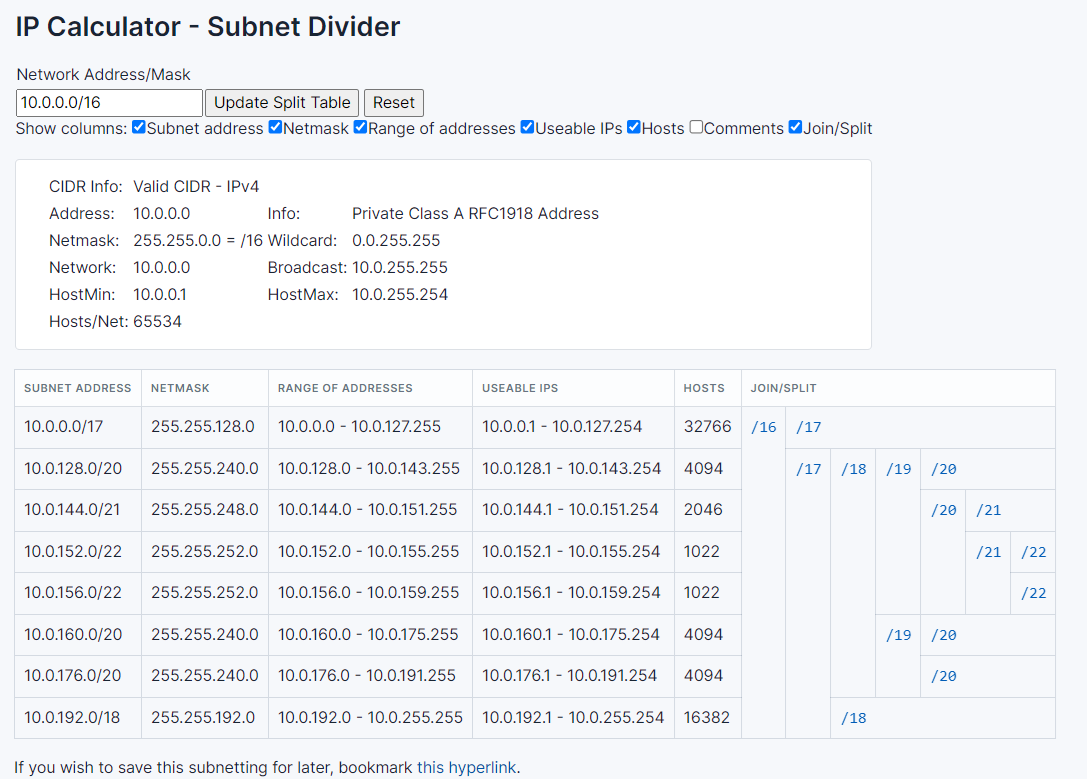 IP Calculator - Subnet Divider
Network Address/Mask
10.0.0.0/16 Update Split Table Reset
Show columns: Subnet address Netmask Range of addresses Useable IPs Hosts Comments Join/Split
CIDR Info: Valid CIDR - IPv4
Address: 10.0.0.0 Info: Private Class A RFC1918 Address
Netmask: 255.255.0.0 = /16 Wildcard: 0.0.255.255
Network: 10.0.0.0 Broadcast: 10.0.255.255
HostMin: 10.0.0.1 HostMax: 10.0.255.254
Hosts/Net: 65534
SUBNET ADDRESS NETMASK RANGE OF ADDRESSES USEABLE IPS HOSTS JOIN/SPLIT
10.0.0.0/17 255.255.128.0 10.0.0.0 - 10.0.127.255 10.0.0.1 - 10.0.127.254 32766 /16 /17
10.0.128.0/20 255.255.240.0 10.0.128.0 - 10.0.143.255 10.0.128.1 - 10.0.143.254 4094 /17 /18 /19 /20
10.0.144.0/21 255.255.248.0 10.0.144.0 - 10.0.151.255 10.0.144.1 - 10.0.151.254 2046 /20 /21
10.0.152.0/22 255.255.252.0 10.0.152.0 - 10.0.155.255 10.0.152.1 - 10.0.155.254 1022 /21 /22
10.0.156.0/22 255.255.252.0 10.0.156.0 - 10.0.159.255 10.0.156.1 - 10.0.159.254 1022 /22
10.0.160.0/20 255.255.240.0 10.0.160.0 - 10.0.175.255 10.0.160.1 - 10.0.175.254 4094 /19 /20
10.0.176.0/20 255.255.240.0 10.0.176.0 - 10.0.191.255 10.0.176.1 - 10.0.191.254 4094 /20
10.0.192.0/18 255.255.192.0 10.0.192.0 - 10.0.255.255 10.0.192.1 - 10.0.255.254 16382 /18
If you wish to save this subnetting for later, bookmark this hyperlink.